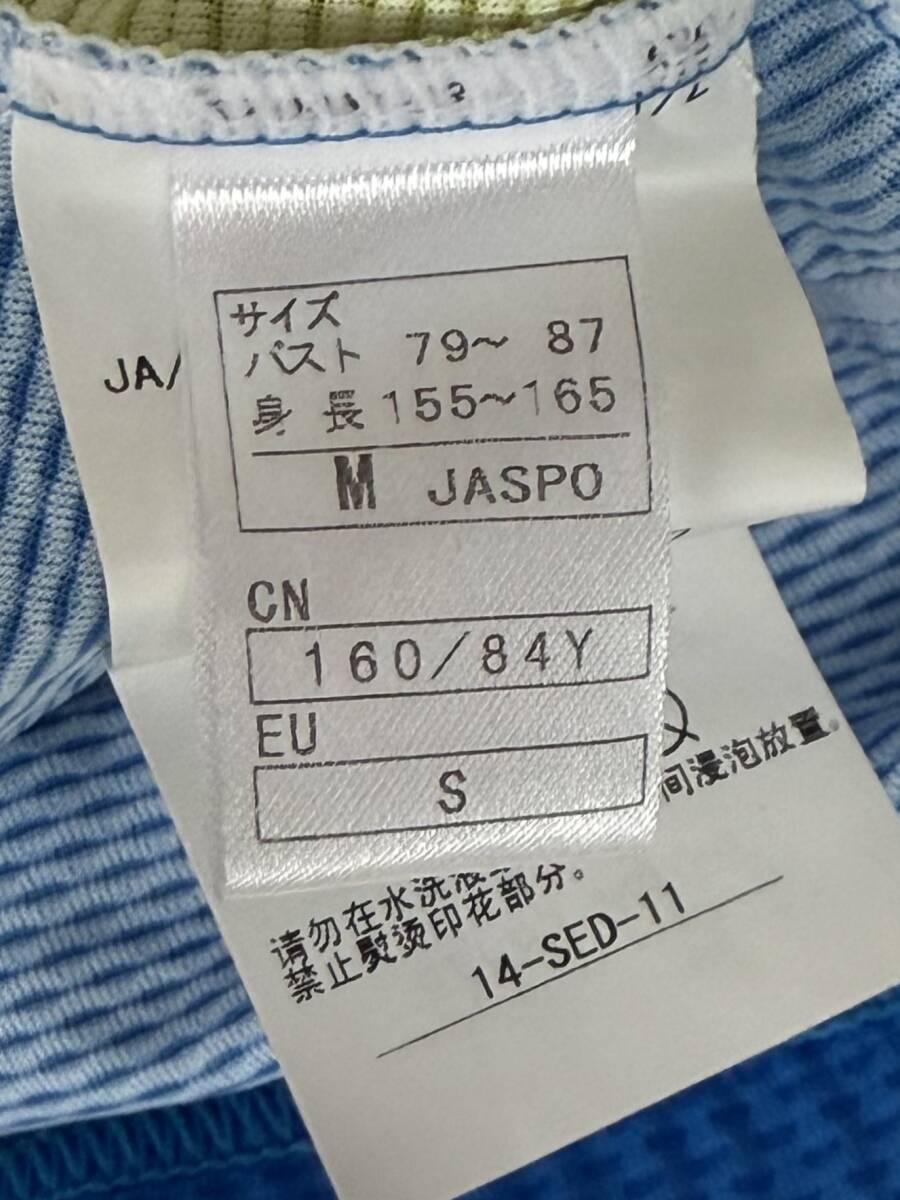 JA/
サイズ
バスト 79～ 87
身 長 155～165
M JASPO
CN
160/84Y
EU
S
间浸泡放置。
请勿在水洗液
禁止熨烫印花部分。
14-SED-11